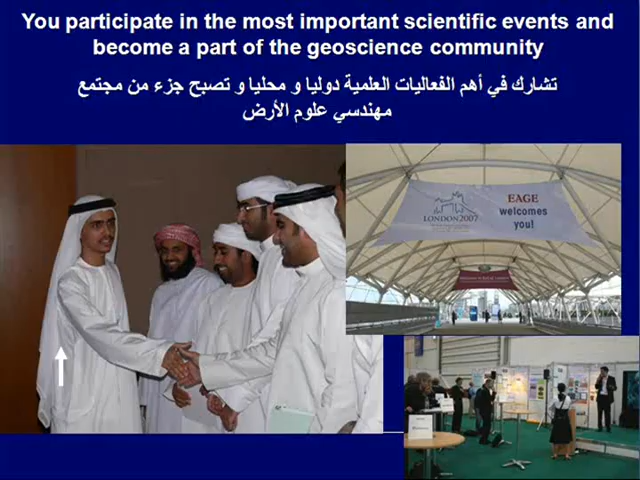 You participate in the most important scientific events and
become a part of the geoscience community
تشارك في أهم الفعاليات العلمية دوليا و محليا و تصبح جزء من مجتمع
مهندسي علوم الأرض
LONDON2007
EAGE
welcomes
you!